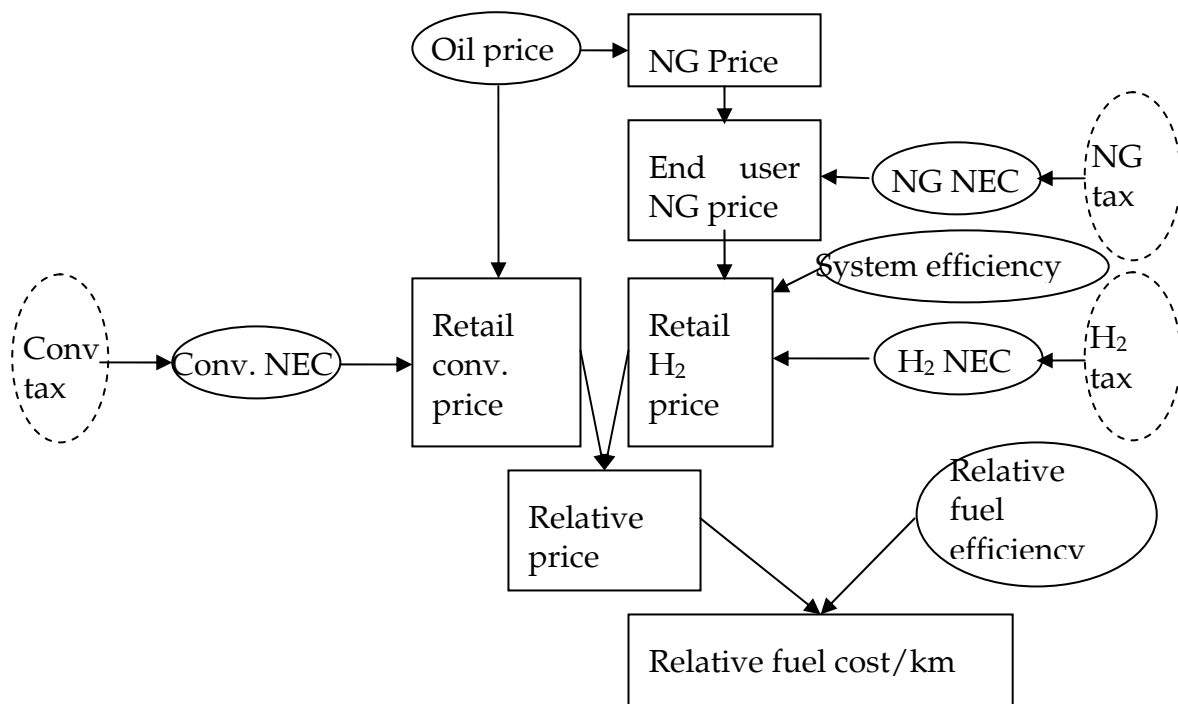 Oil price
NG Price
End user
NG price
NG NEC
NG
tax
System efficiency
Conv
tax
Conv. NEC
Retail
conv.
price
Retail
H₂
price
H₂ NEC
H₂
tax
Relative
price
Relative
fuel
efficiency
Relative fuel cost/km